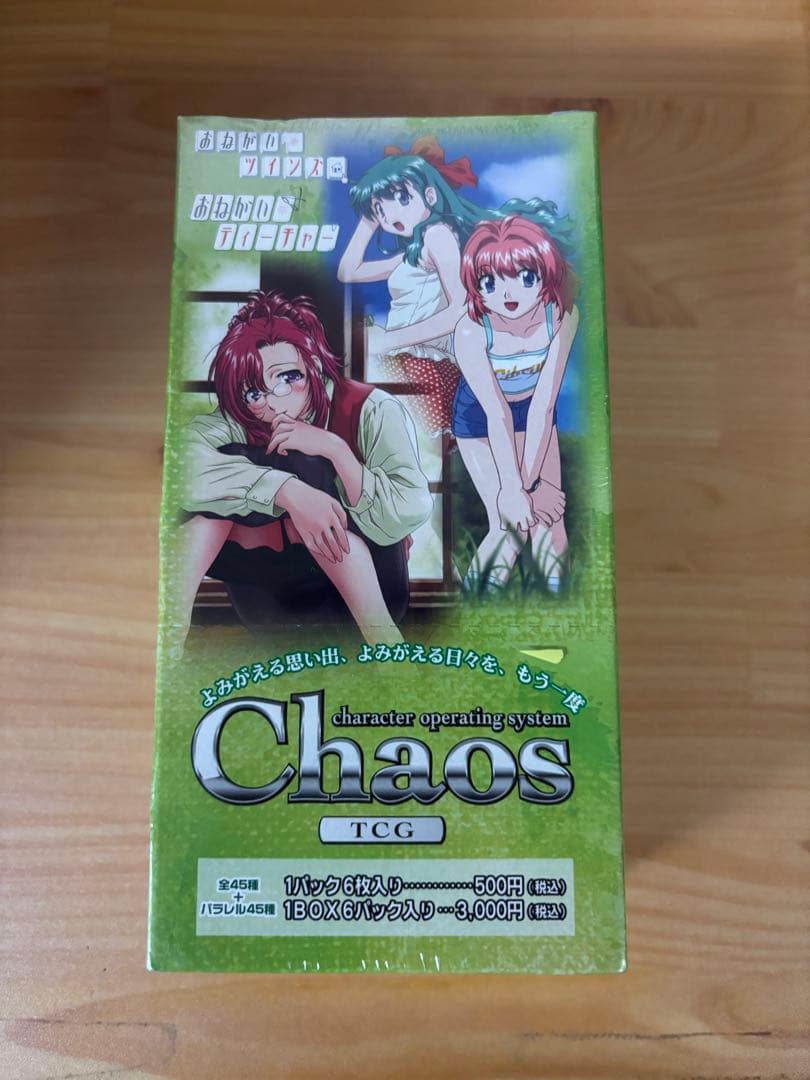 おねがい
ツインズ
おねがい
ティーチャー
よみがえる思い出、よみがえる日々を、もう一度
character operating system
Chaos
TCG
全45種
+
パラレル45種
1パック6枚入り…………500円(税込)
1BOX6パック入り…3,000円(税込)